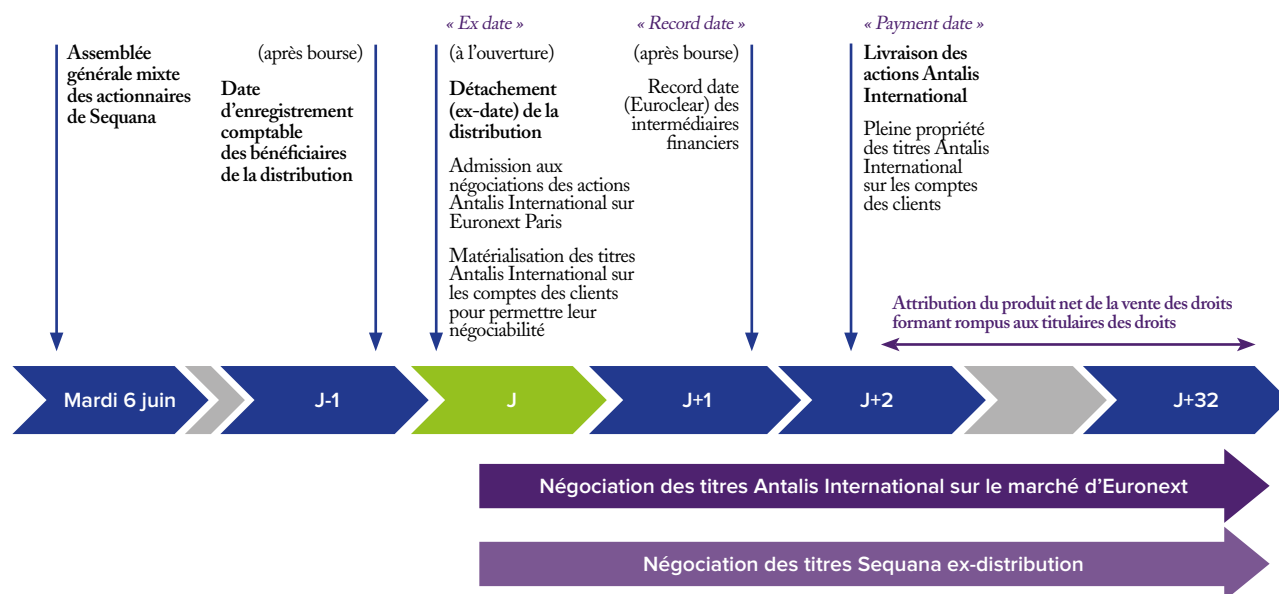 Assemblée
générale mixte
des actionnaires
de Sequana
(après bourse)
Date
d’enregistrement
comptable
des bénéficiaires
de la distribution
« Ex date »
(à l’ouverture)
Détachement
(ex-date) de la
distribution
Admission aux
négociations des actions
Antalis International sur
Euronext Paris
Matérialisation des titres
Antalis International sur
les comptes des clients
pour permettre leur
négociabilité
« Record date »
(après bourse)
Record date
(Euroclear) des
intermédiaires
financiers
« Payment date »
Livraison des
actions Antalis
International
Pleine propriété
des titres Antalis
International
sur les comptes
des clients
Attribution du produit net de la vente des droits
formant rompus aux titulaires des droits
Mardi 6 juin
J-1
J
J+1
J+2
J+32
Négociation des titres Antalis International sur le marché d’Euronext
Négociation des titres Sequana ex-distribution